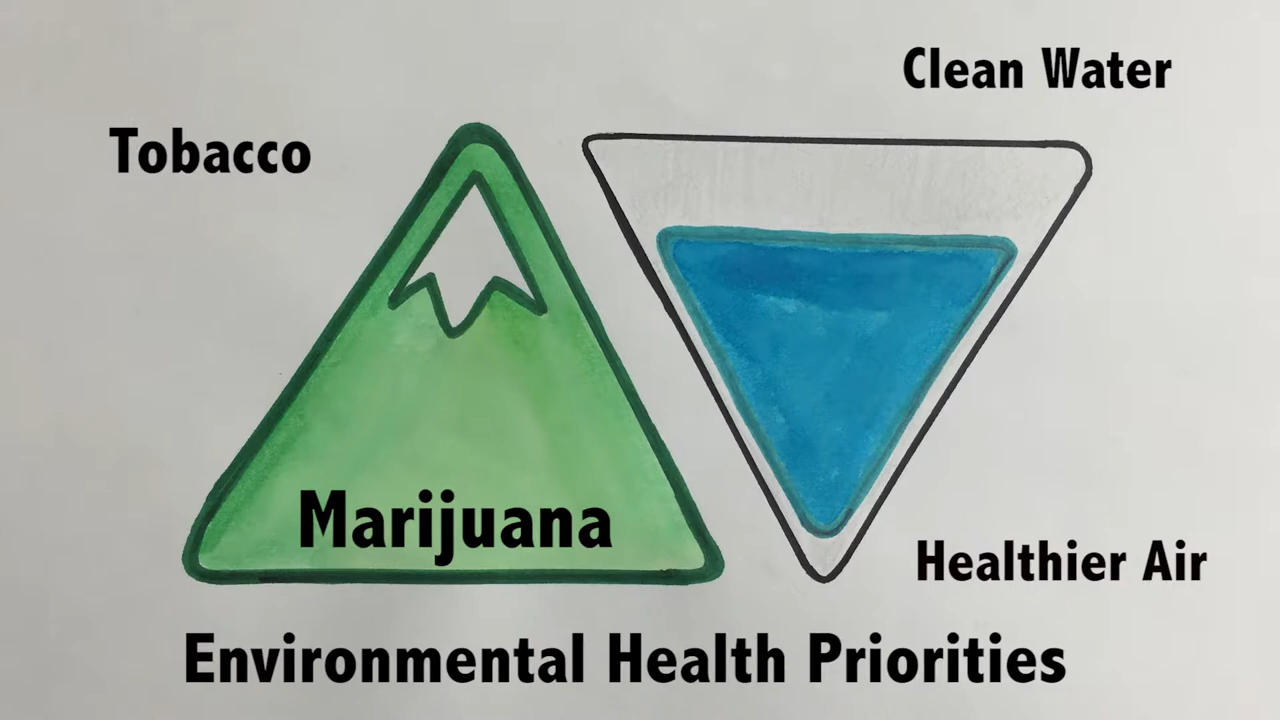 Clean Water
Tobacco
Marijuana
Healthier Air
Environmental Health Priorities